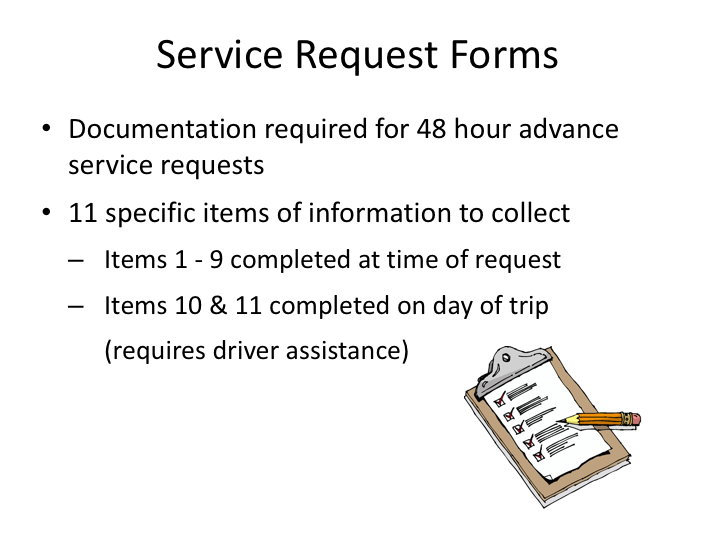 Service Request Forms
• Documentation required for 48 hour advance
service requests
• 11 specific items of information to collect
– Items 1 - 9 completed at time of request
– Items 10 & 11 completed on day of trip
(requires driver assistance)